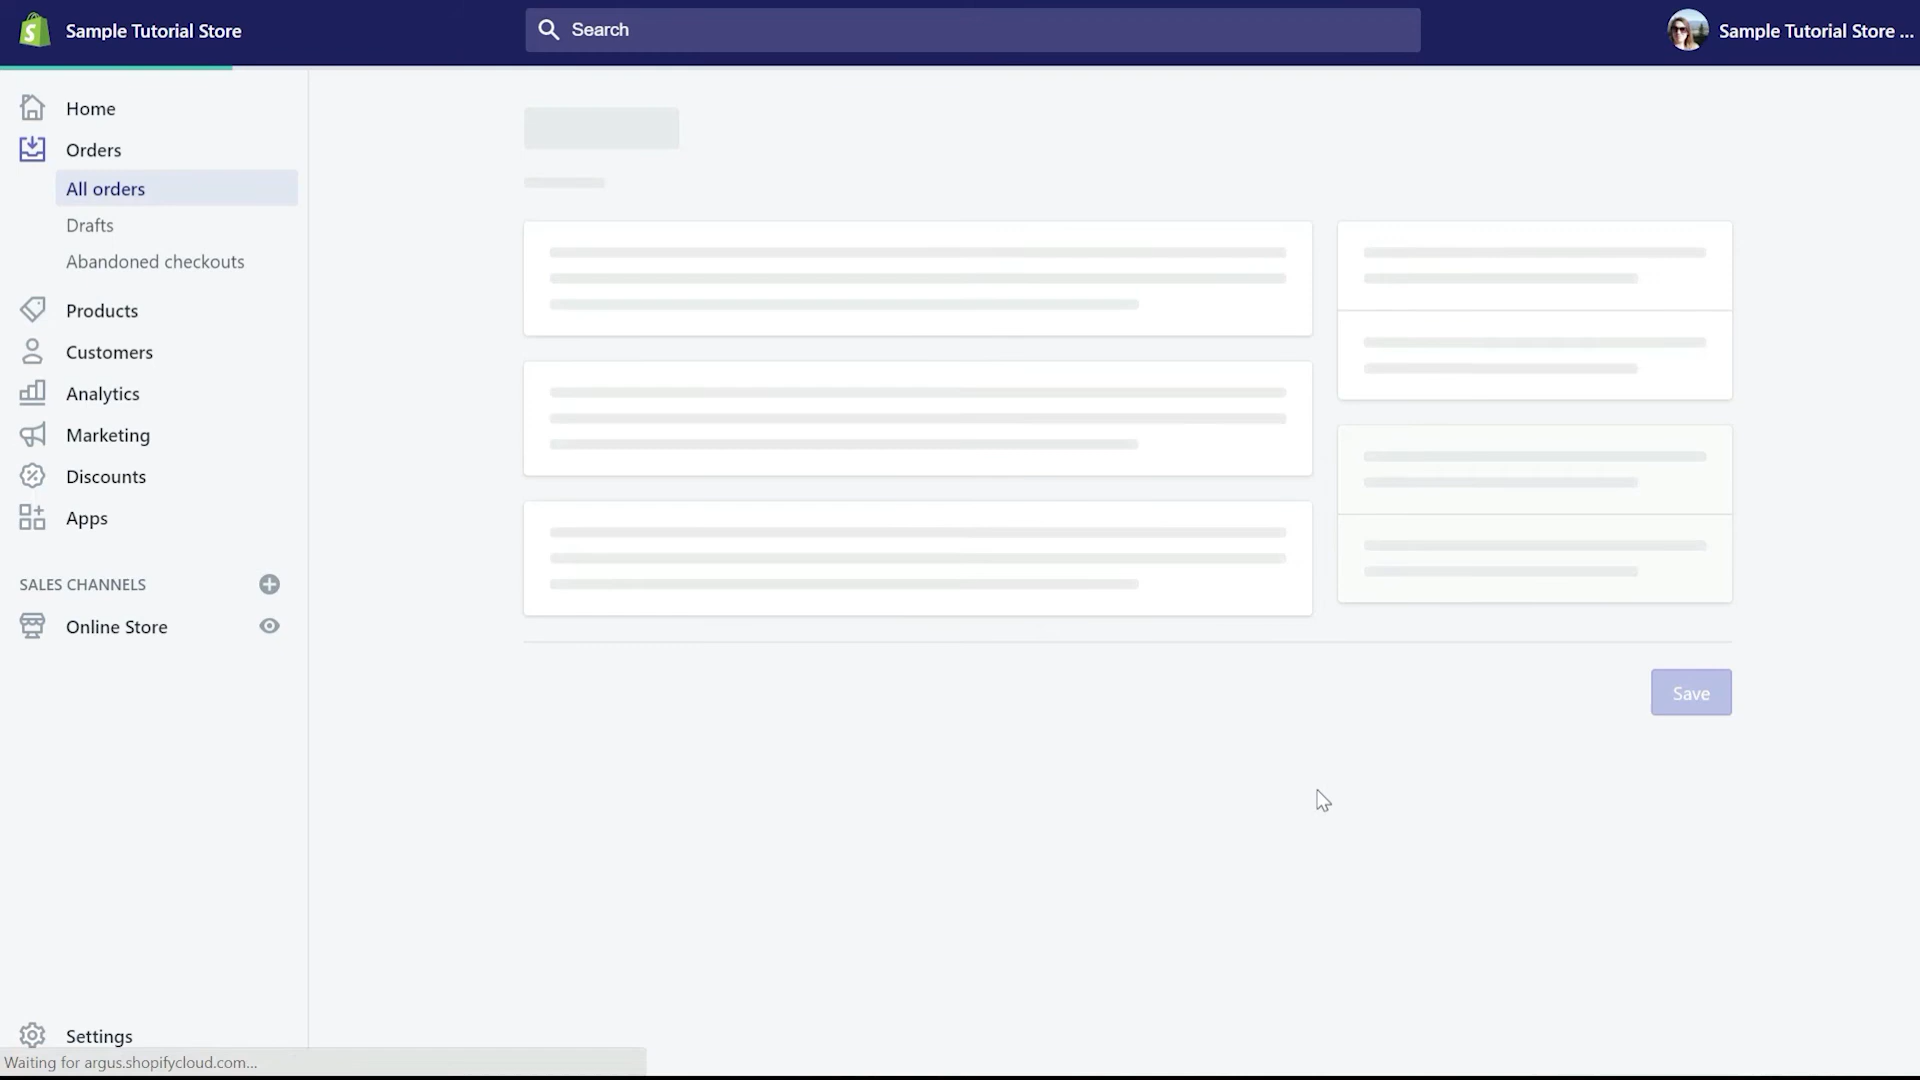 Sample Tutorial Store
Search
Sample Tutorial Store ...
Home
Orders
All orders
Drafts
Abandoned checkouts
Products
Customers
Analytics
Marketing
Discounts
Apps
SALES CHANNELS
Online Store
Save
Settings
Waiting for argus.shopifycloud.com...